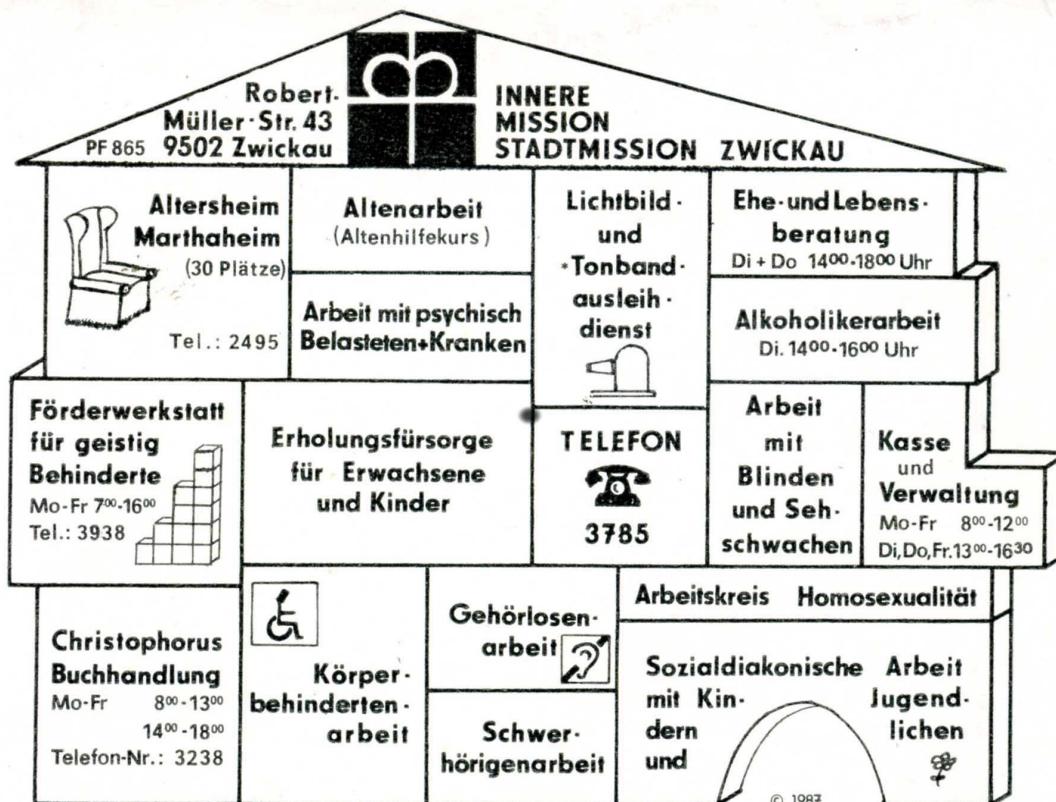 Robert-
Müller-Str. 43
PF 865 9502 Zwickau
INNERE
MISSION
STADTMISSION ZWICKAU
Altersheim
Marthaheim
(30 Plätze)
Tel.: 2495
Altenarbeit
(Altenhilfekurs)
Arbeit mit psychisch
Belasteten+Kranken
Lichtbild-
und
Tonband-
ausleih-
dienst
Ehe-und Lebens-
beratung
Di + Do 14⁰⁰-18⁰⁰ Uhr
Alkoholikerarbeit
Di. 14⁰⁰-16⁰⁰ Uhr
Förderwerkstatt
für geistig
Behinderte
Mo-Fr 7⁰⁰-16⁰⁰
Tel.: 3938
Erholungsfürsorge
für Erwachsene
und Kinder
TELEFON
3785
Arbeit
mit
Blinden
und Seh-
schwachen
Kasse
und
Verwaltung
Mo-Fr 8⁰⁰-12⁰⁰
Di,Do,Fr.13⁰⁰-16³⁰
Christophorus
Buchhandlung
Mo-Fr 8⁰⁰-13⁰⁰
14⁰⁰-18⁰⁰
Telefon-Nr.: 3238
Körper-
behinderten-
arbeit
Gehörlosen-
arbeit
Schwer-
hörigenarbeit
Arbeitskreis Homosexualität
Sozialdiakonische Arbeit
mit Kin- Jugend-
dern lichen
und
© 1987